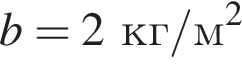 b = 2 кг/м²